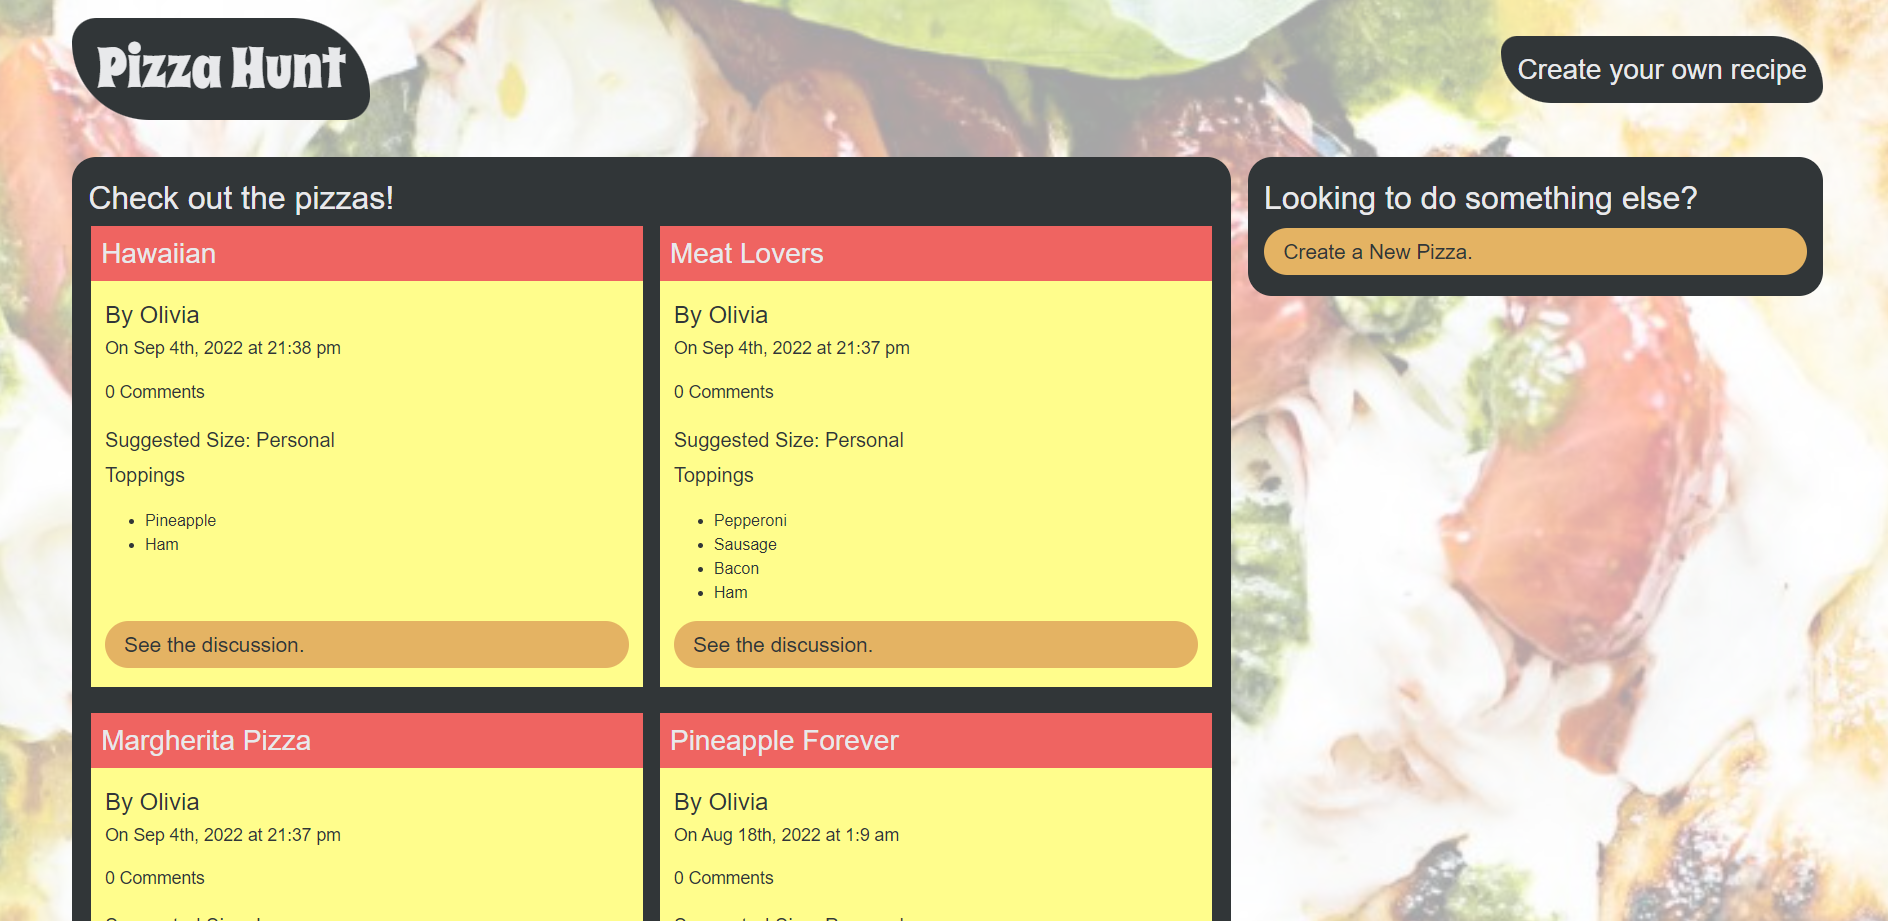 Pizza Hunt
Create your own recipe
Check out the pizzas!
Hawaiian
By Olivia
On Sep 4th, 2022 at 21:38 pm
0 Comments
Suggested Size: Personal
Toppings
Pineapple
Ham
See the discussion.
Meat Lovers
By Olivia
On Sep 4th, 2022 at 21:37 pm
0 Comments
Suggested Size: Personal
Toppings
Pepperoni
Sausage
Bacon
Ham
See the discussion.
Margherita Pizza
By Olivia
On Sep 4th, 2022 at 21:37 pm
0 Comments
Pineapple Forever
By Olivia
On Aug 18th, 2022 at 1:9 am
0 Comments
Looking to do something else?
Create a New Pizza.